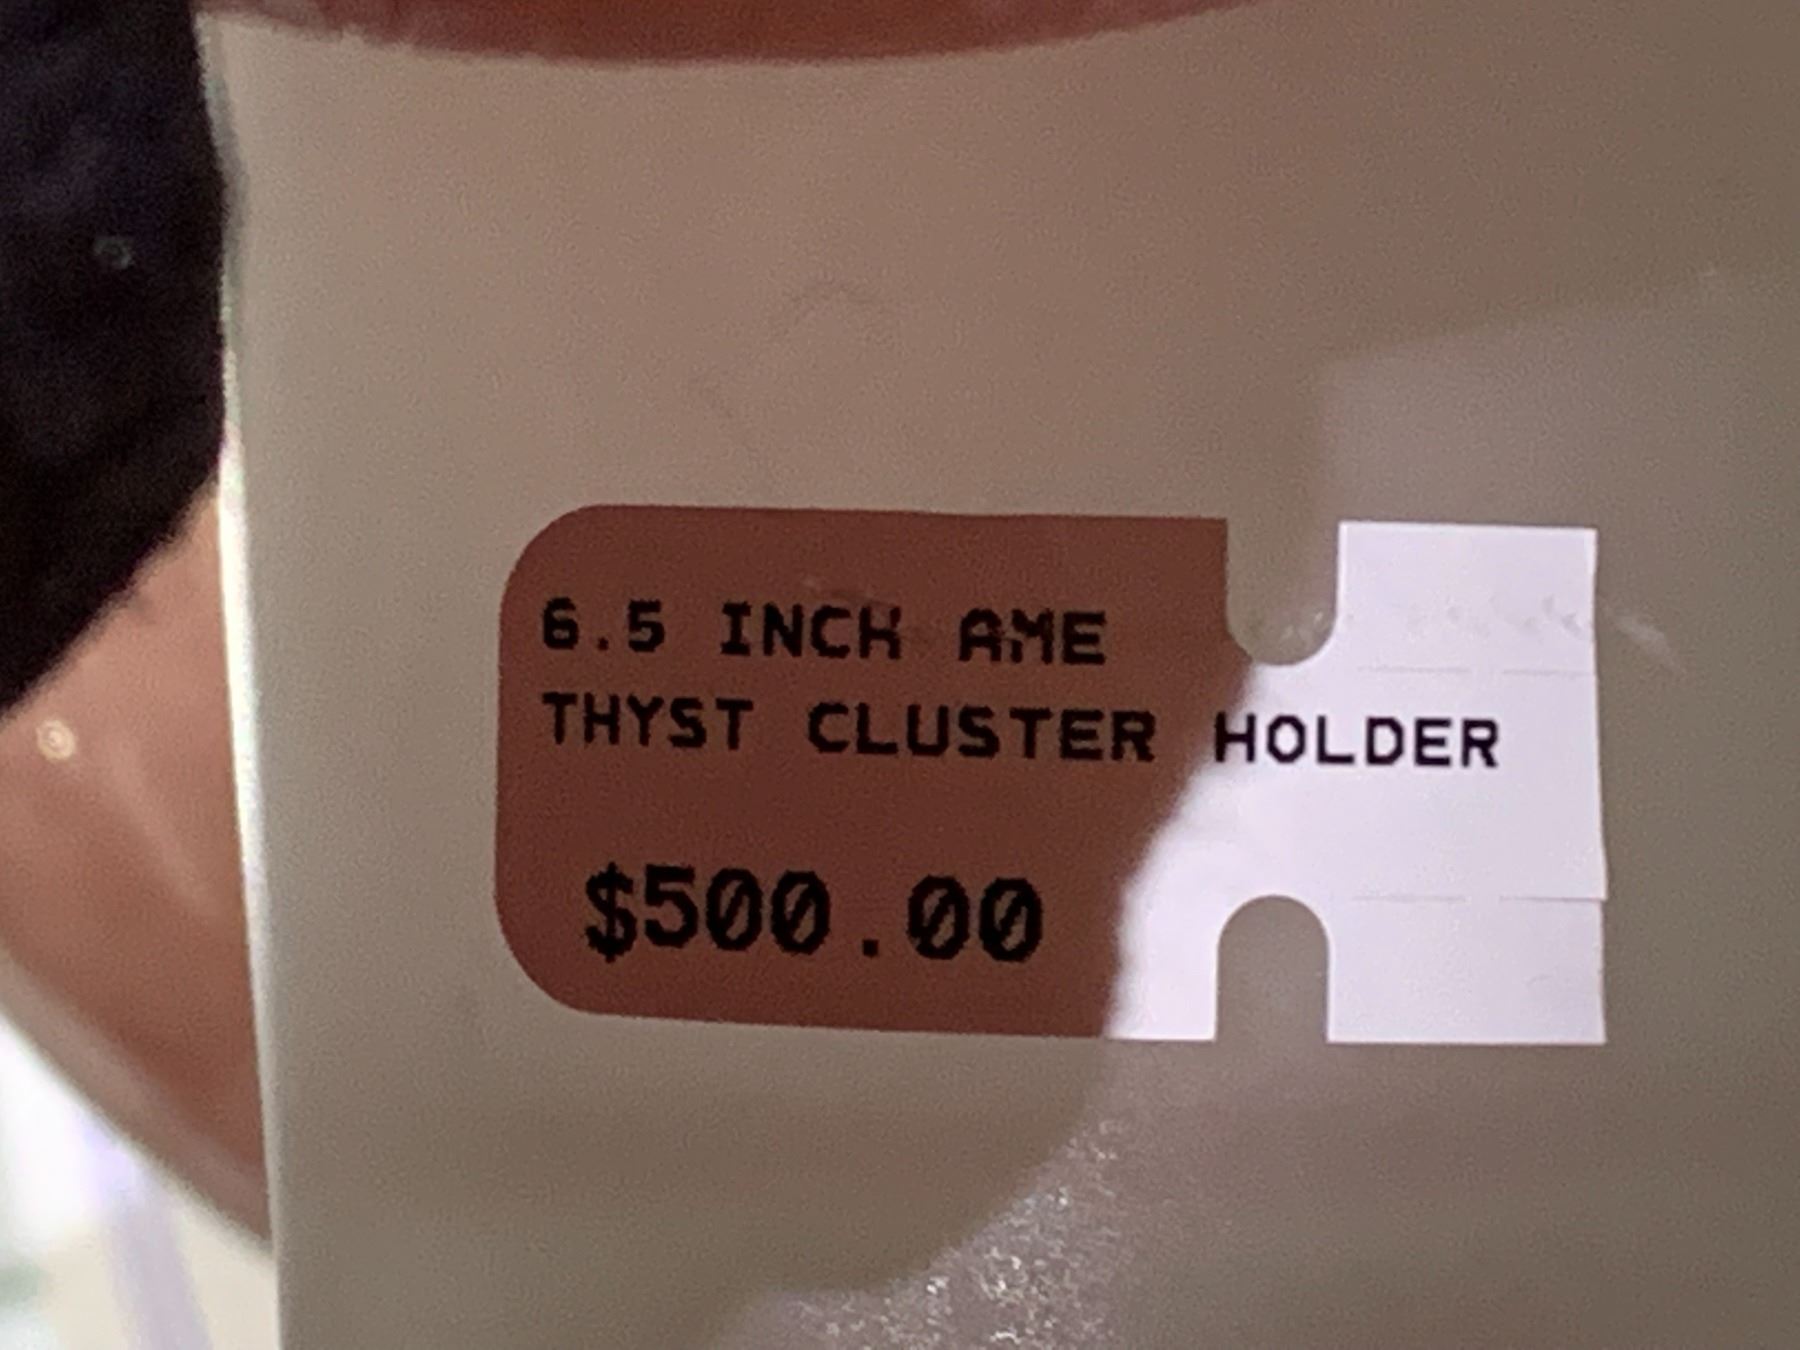 6.5 INCH AME
THYST CLUSTER HOLDER
$500.00